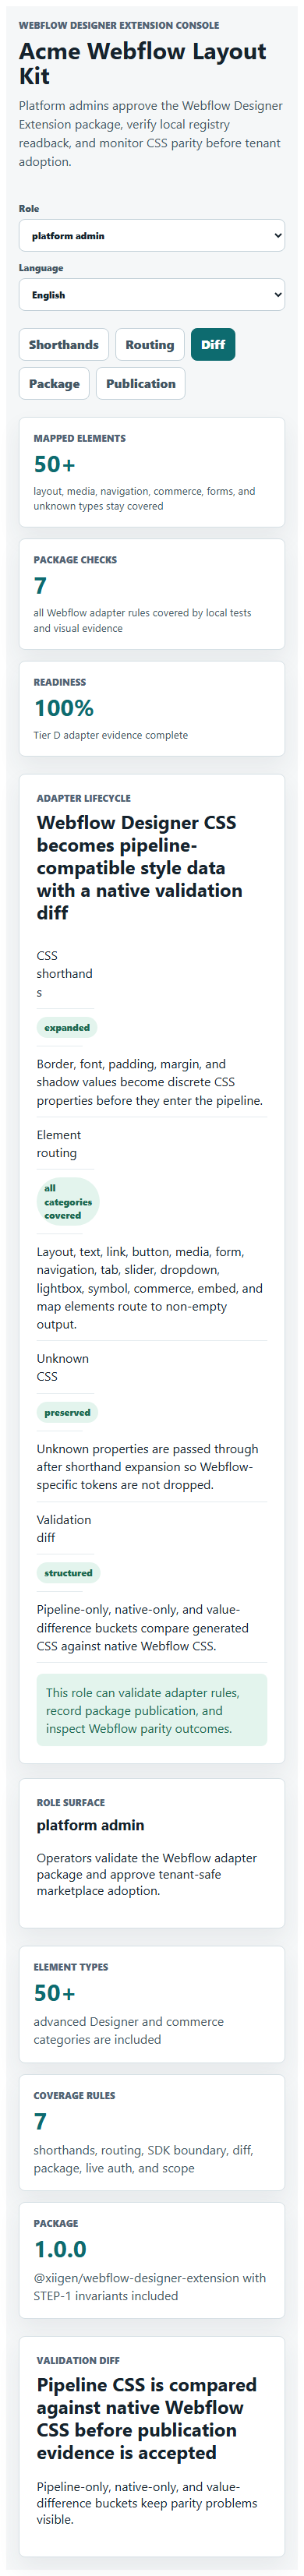 WEBFLOW DESIGNER EXTENSION CONSOLE
Acme Webflow Layout
Kit
Platform admins approve the Webflow Designer
Extension package, verify local registry
readback, and monitor CSS parity before tenant
adoption.
Role
platform admin
Language
English
Shorthands
Routing
Diff
Package
Publication
MAPPED ELEMENTS
50+
layout, media, navigation, commerce, forms, and
unknown types stay covered
PACKAGE CHECKS
7
all Webflow adapter rules covered by local tests
and visual evidence
READINESS
100%
Tier D adapter evidence complete
ADAPTER LIFECYCLE
Webflow Designer CSS
becomes pipeline-
compatible style data
with a native validation
diff
CSS
shorthand
s
expanded
Border, font, padding, margin, and
shadow values become discrete CSS
properties before they enter the pipeline.
Element
routing
all
categories
covered
Layout, text, link, button, media, form,
navigation, tab, slider, dropdown,
lightbox, symbol, commerce, embed, and
map elements route to non-empty
output.
Unknown
CSS
preserved
Unknown properties are passed through
after shorthand expansion so Webflow-
specific tokens are not dropped.
Validation
diff
structured
Pipeline-only, native-only, and value-
difference buckets compare generated
CSS against native Webflow CSS.
This role can validate adapter rules,
record package publication, and
inspect Webflow parity outcomes.
ROLE SURFACE
platform admin
Operators validate the Webflow adapter
package and approve tenant-safe
marketplace adoption.
ELEMENT TYPES
50+
advanced Designer and commerce
categories are included
COVERAGE RULES
7
shorthands, routing, SDK boundary, diff,
package, live auth, and scope
PACKAGE
1.0.0
@xiigen/webflow-designer-extension with
STEP-1 invariants included
VALIDATION DIFF
Pipeline CSS is compared
against native Webflow
CSS before publication
evidence is accepted
Pipeline-only, native-only, and value-
difference buckets keep parity problems
visible.